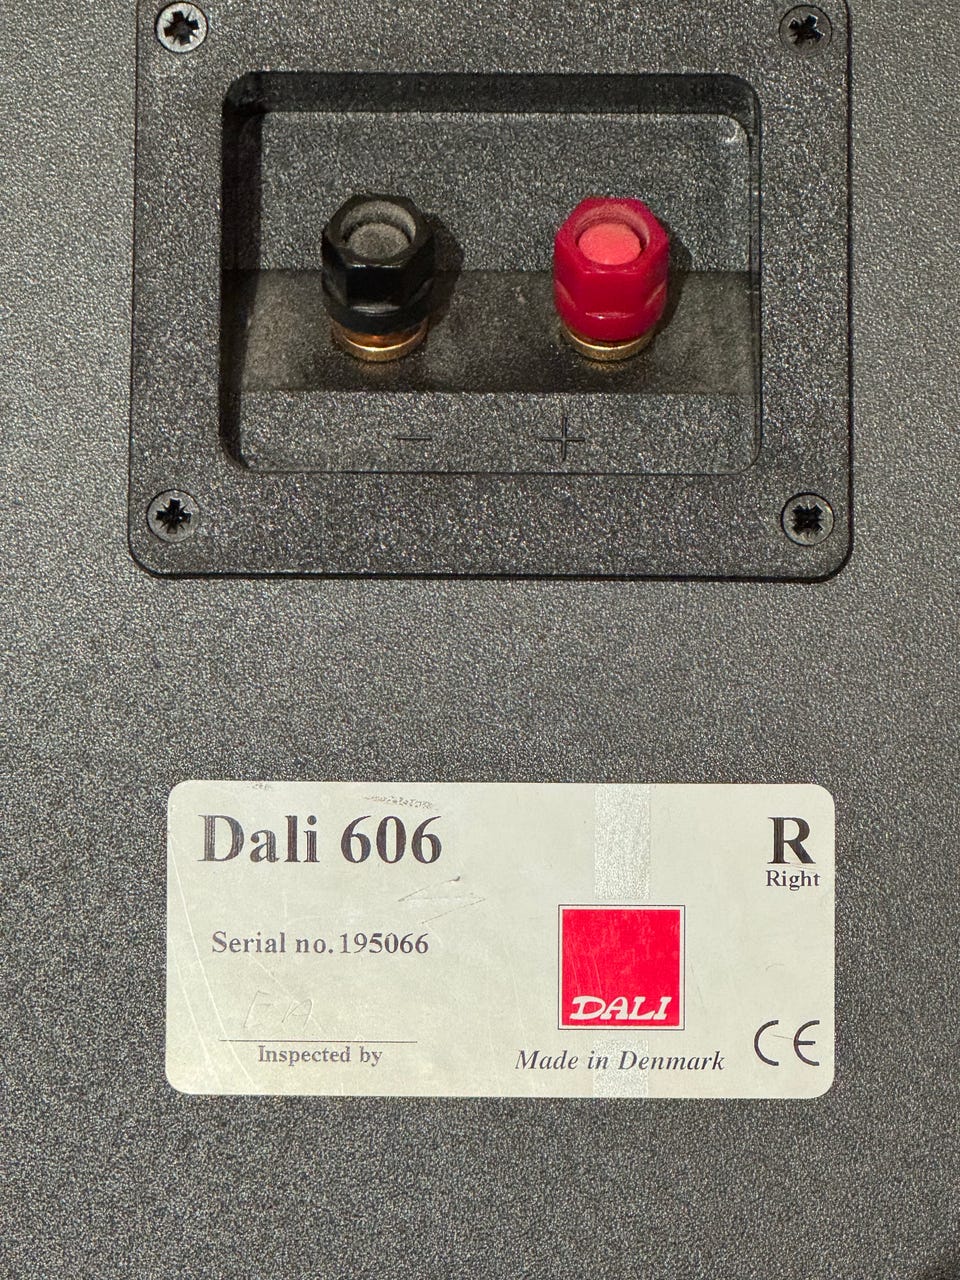 − +
Dali 606
R
Right
Serial no. 195066
DALI
Inspected by
Made in Denmark
CE